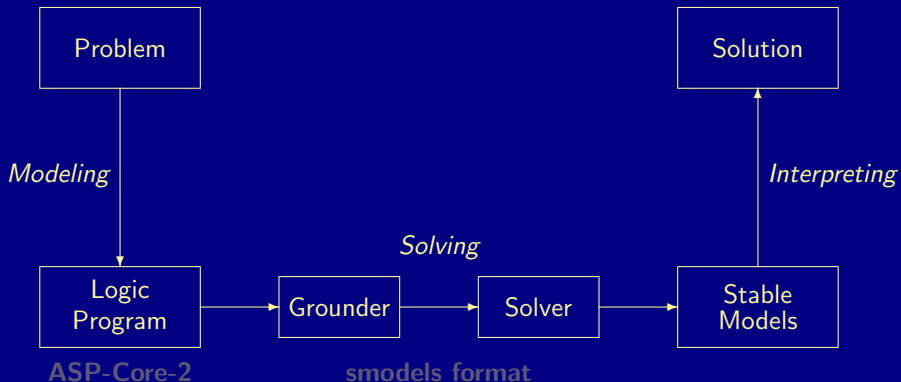 Problem
Solution
Modeling
Interpreting
Solving
Logic
Program
Grounder
Solver
Stable
Models
ASP-Core-2
smodels format